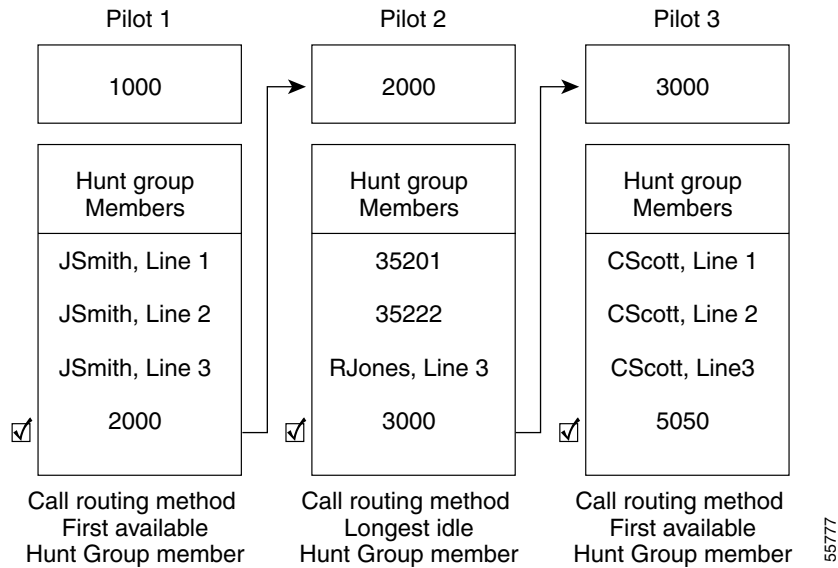 Pilot 1
1000
Hunt group
Members
JSmith, Line 1
JSmith, Line 2
JSmith, Line 3
2000
Call routing method
First available
Hunt Group member
Pilot 2
2000
Hunt group
Members
35201
35222
RJones, Line 3
3000
Call routing method
Longest idle
Hunt Group member
Pilot 3
3000
Hunt group
Members
CScott, Line 1
CScott, Line 2
CScott, Line3
5050
Call routing method
First available
Hunt Group member
55777